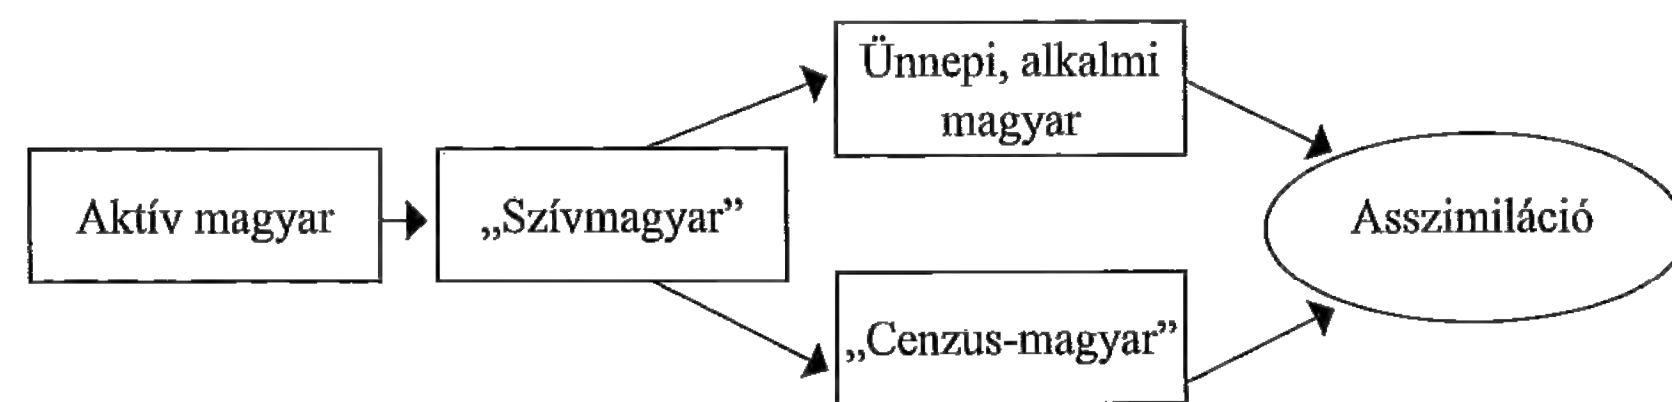 Ünnepi, alkalmi
magyar
Aktív magyar
„Szívmagyar”
Asszimiláció
„Cenzus-magyar”